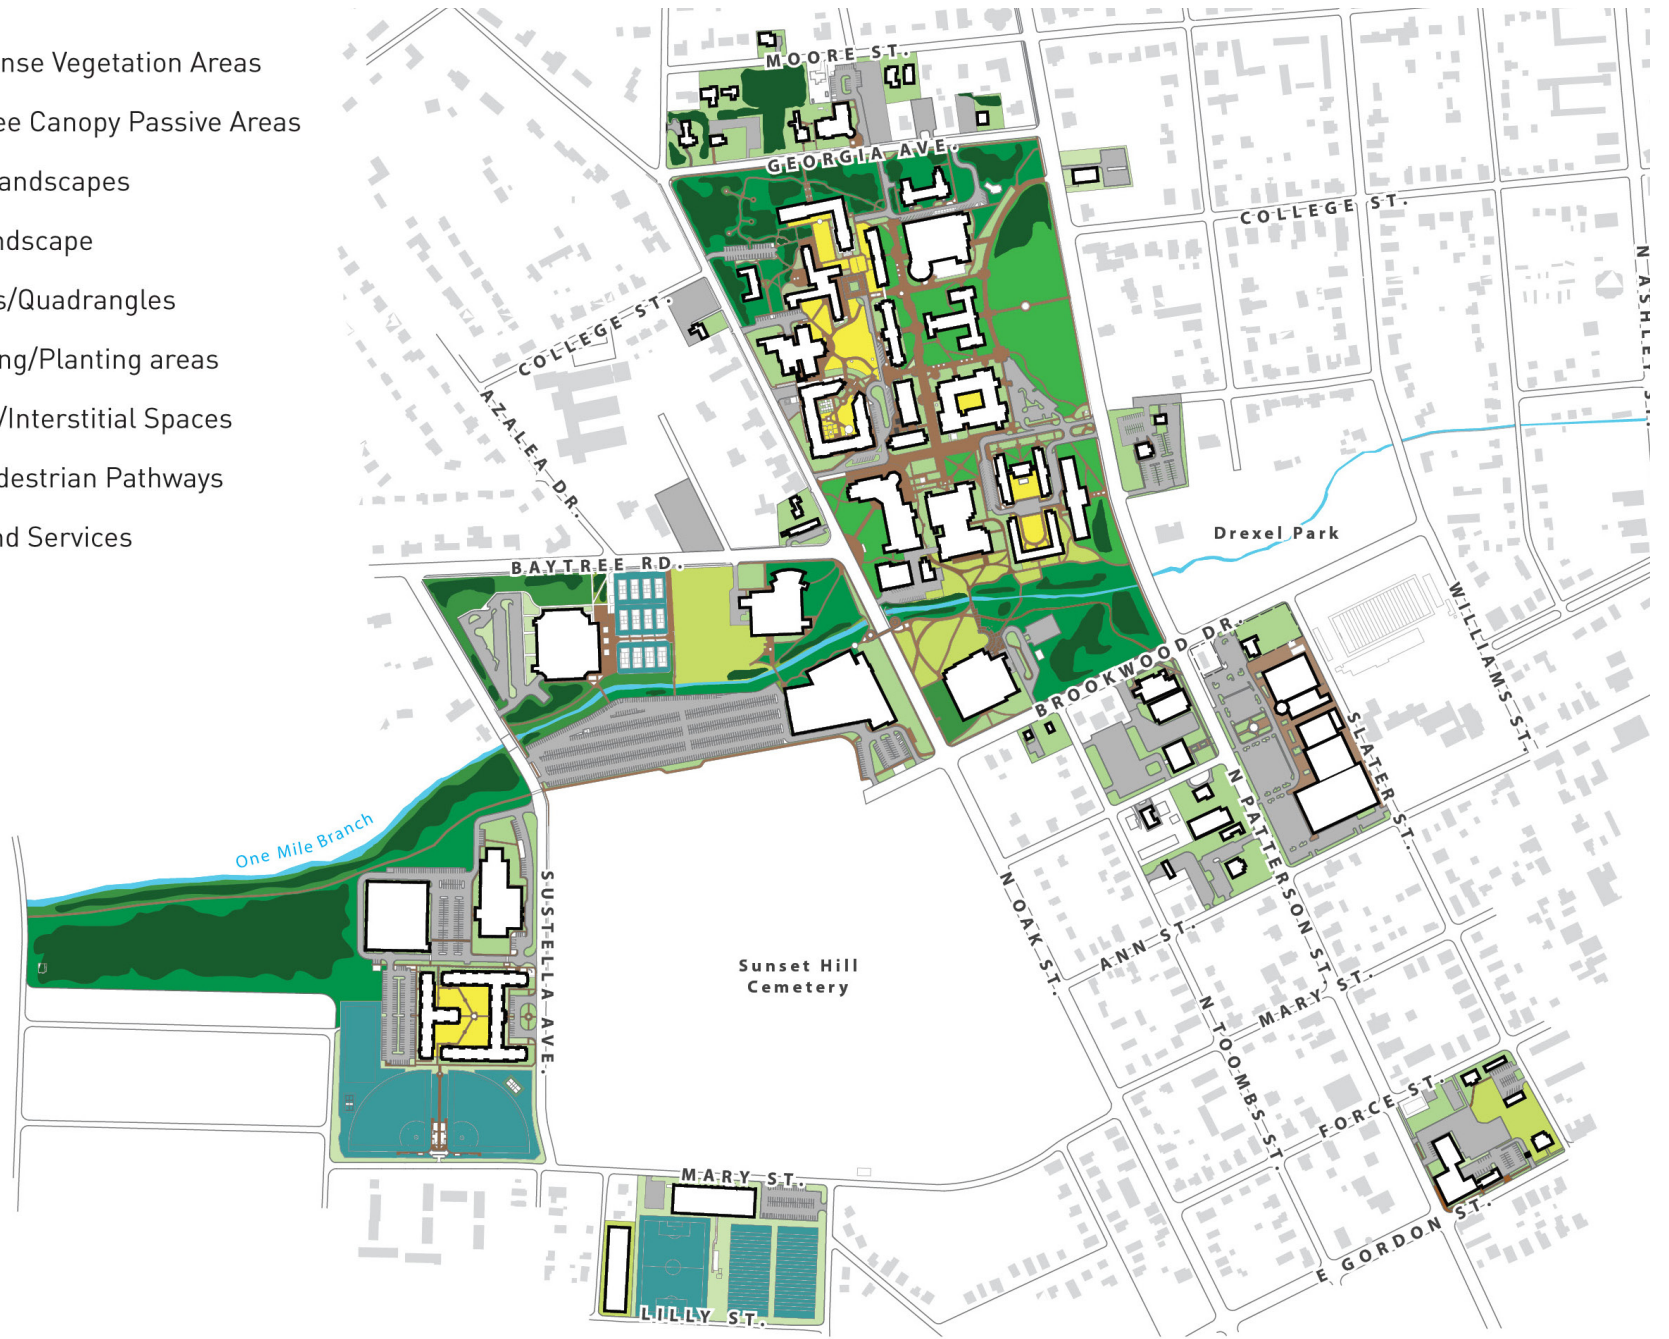 nse Vegetation Areas
ee Canopy Passive Areas
andscapes
ndscape
s/Quadrangles
ng/Planting areas
/Interstitial Spaces
destrian Pathways
nd Services
MOORE ST.
GEORGIA AVE.
COLLEGE ST.
N ASHLEY ST.
COLLEGE ST.
AZALEA DR.
BAYTREE RD.
Drexel Park
WILLIAMS ST.
BROOKWOOD DR.
SLATER ST.
N PATTERSON ST.
One Mile Branch
SUSTELLA AVE.
Sunset Hill
Cemetery
N OAK ST.
ANN ST.
MARY ST.
N TOOMBS ST.
FORCE ST.
MARY ST.
E GORDON ST.
LILLY ST.